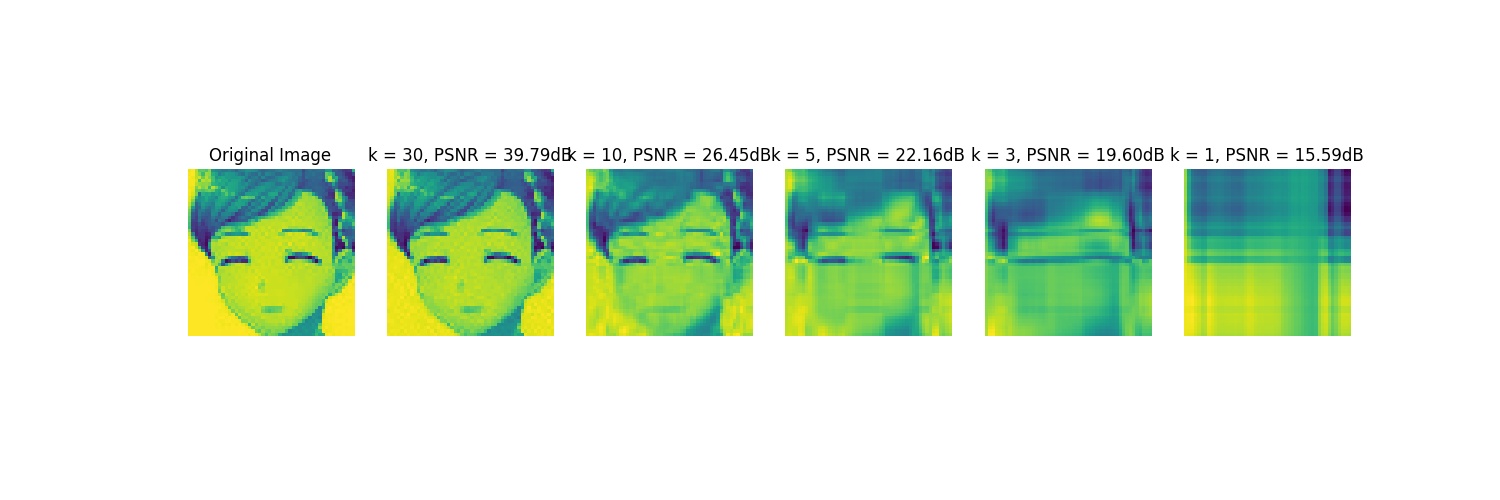 Original Image
k = 30, PSNR = 39.79dB
k = 10, PSNR = 26.45dB
k = 5, PSNR = 22.16dB
k = 3, PSNR = 19.60dB
k = 1, PSNR = 15.59dB